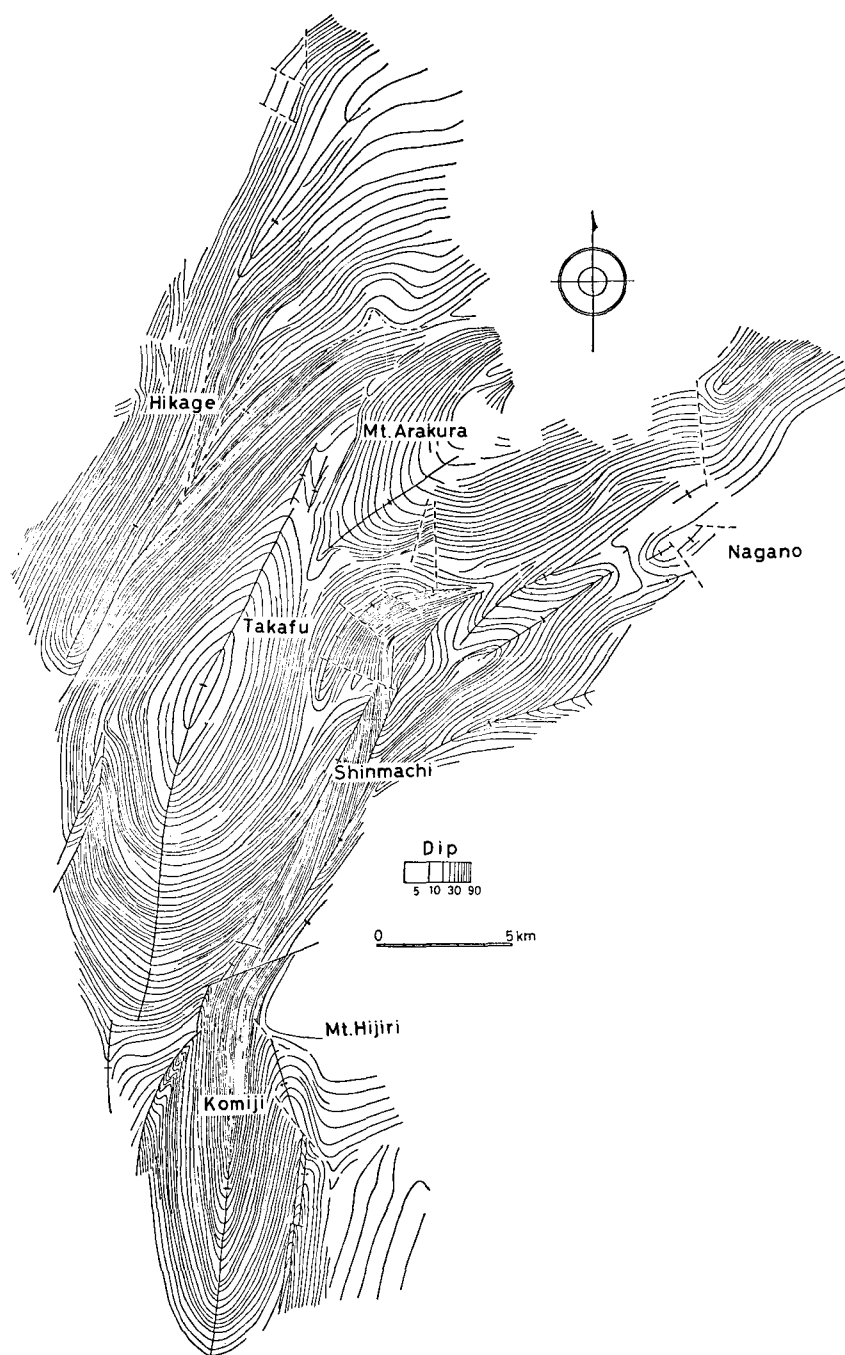 Hikage
Mt.Arakura
Nagano
Takafu
Shinmachi
Dip
5 10 30 90
0 5km
Mt.Hijiri
Komiji